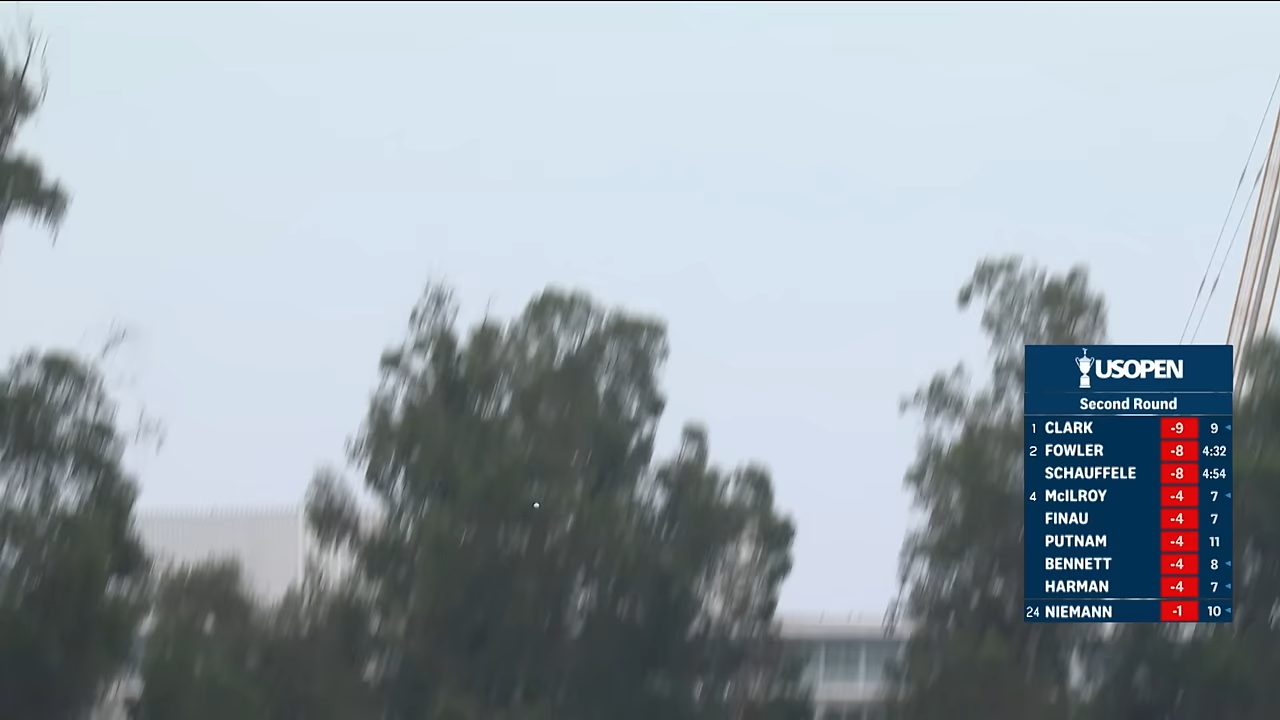 USOPEN
Second Round
1 CLARK -9 9
2 FOWLER -8 4:32
SCHAUFFELE -8 4:54
4 McILROY -4 7
FINAU -4 7
PUTNAM -4 11
BENNETT -4 8
HARMAN -4 7
24 NIEMANN -1 10